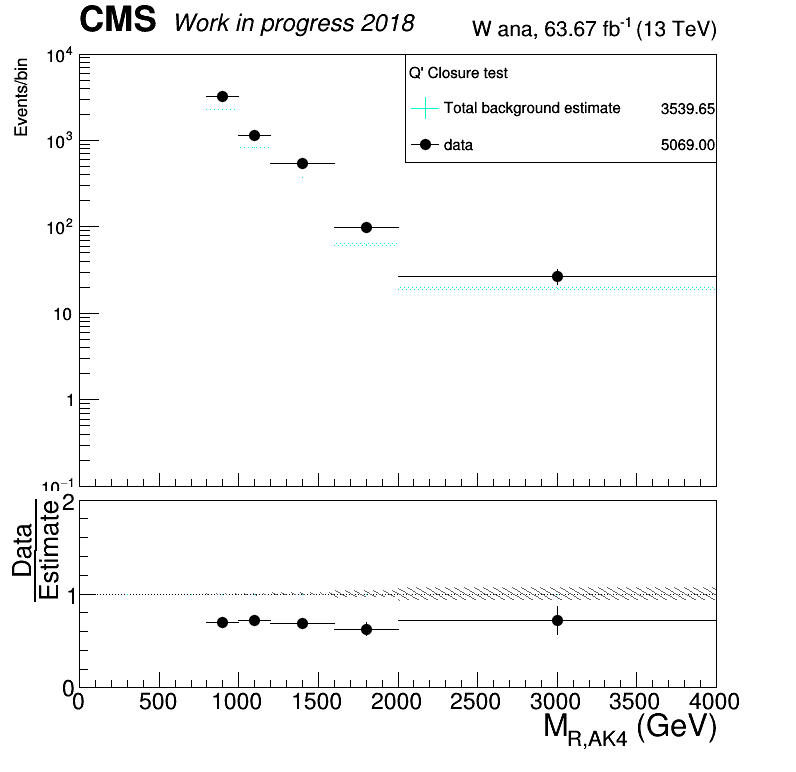 CMS Work in progress 2018 W ana, 63.67 fb⁻¹ (13 TeV)
Events/bin
10⁴
10³
10²
10
1
10⁻¹
Q' Closure test
Total background estimate 3539.65
data 5069.00
Data
Estimate
2
1
0
0 500 1000 1500 2000 2500 3000 3500 4000
M_R,AK4 (GeV)